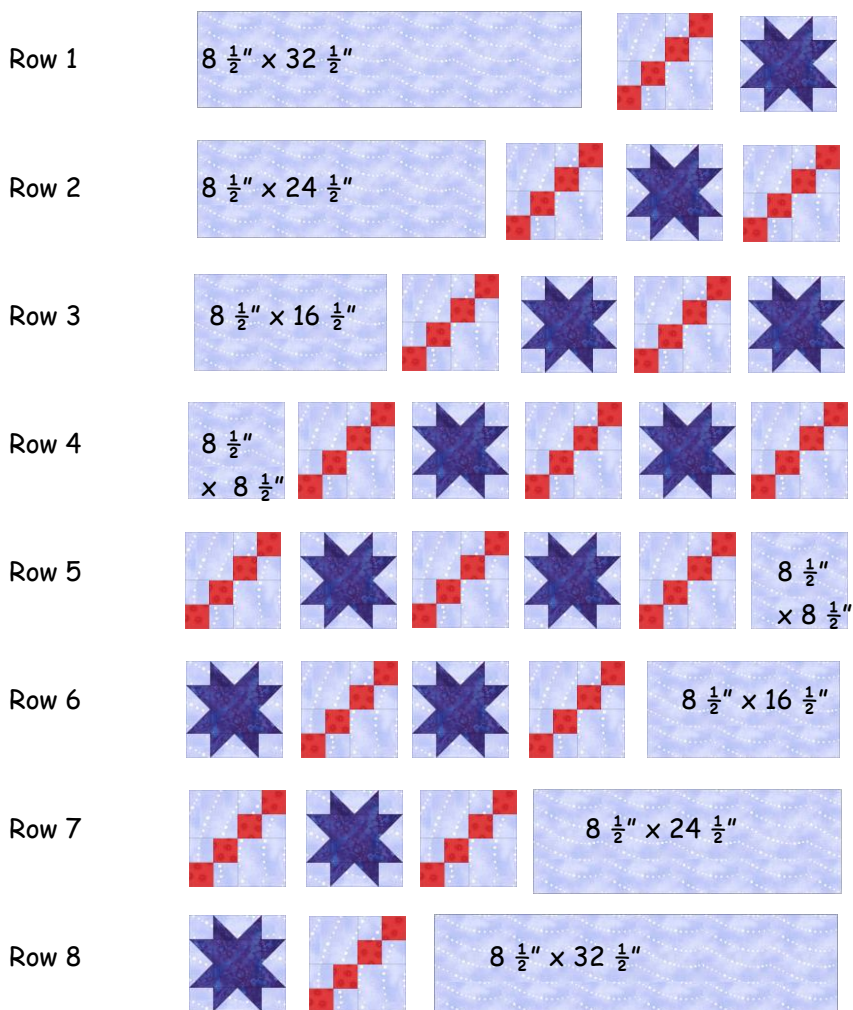 Row 1
8 ½" x 32 ½"
Row 2
8 ½" x 24 ½"
Row 3
8 ½" x 16 ½"
Row 4
8 ½"
x 8 ½"
Row 5
8 ½"
x 8 ½"
Row 6
8 ½" x 16 ½"
Row 7
8 ½" x 24 ½"
Row 8
8 ½" x 32 ½"